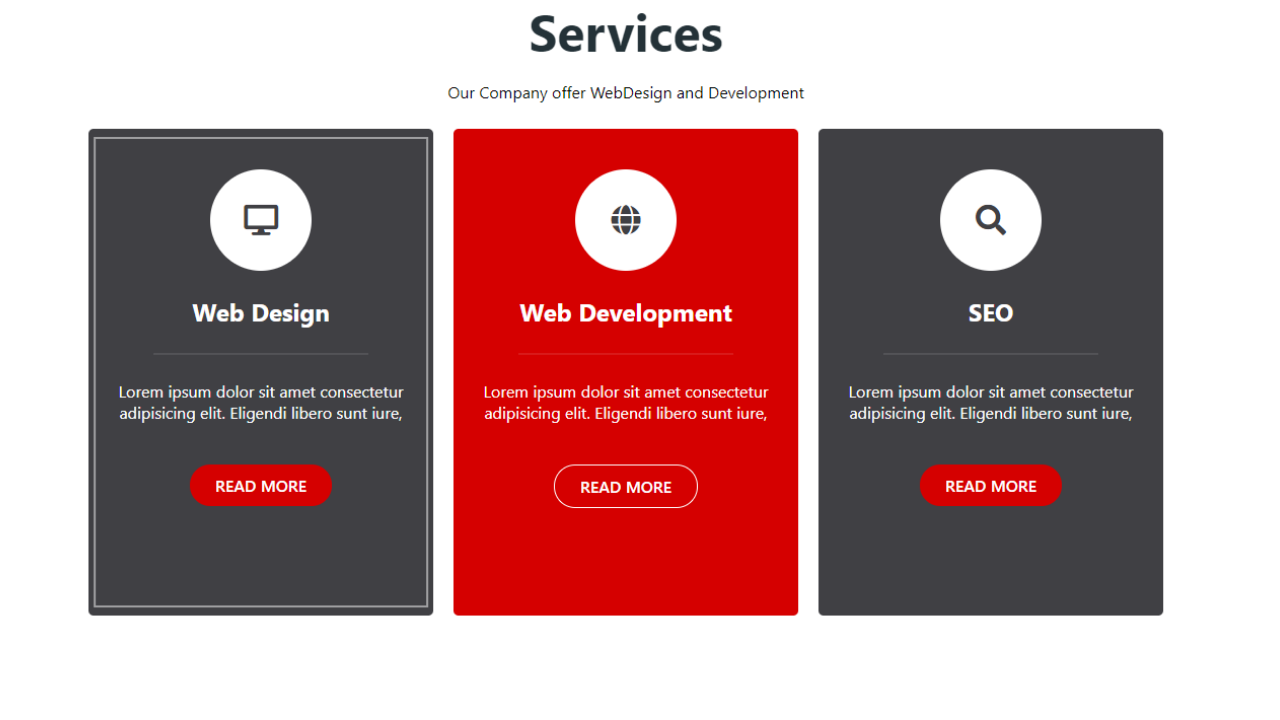 Services
Our Company offer WebDesign and Development
Web Design
Lorem ipsum dolor sit amet consectetur
adipisicing elit. Eligendi libero sunt iure,
READ MORE
Web Development
Lorem ipsum dolor sit amet consectetur
adipisicing elit. Eligendi libero sunt iure,
READ MORE
SEO
Lorem ipsum dolor sit amet consectetur
adipisicing elit. Eligendi libero sunt iure,
READ MORE